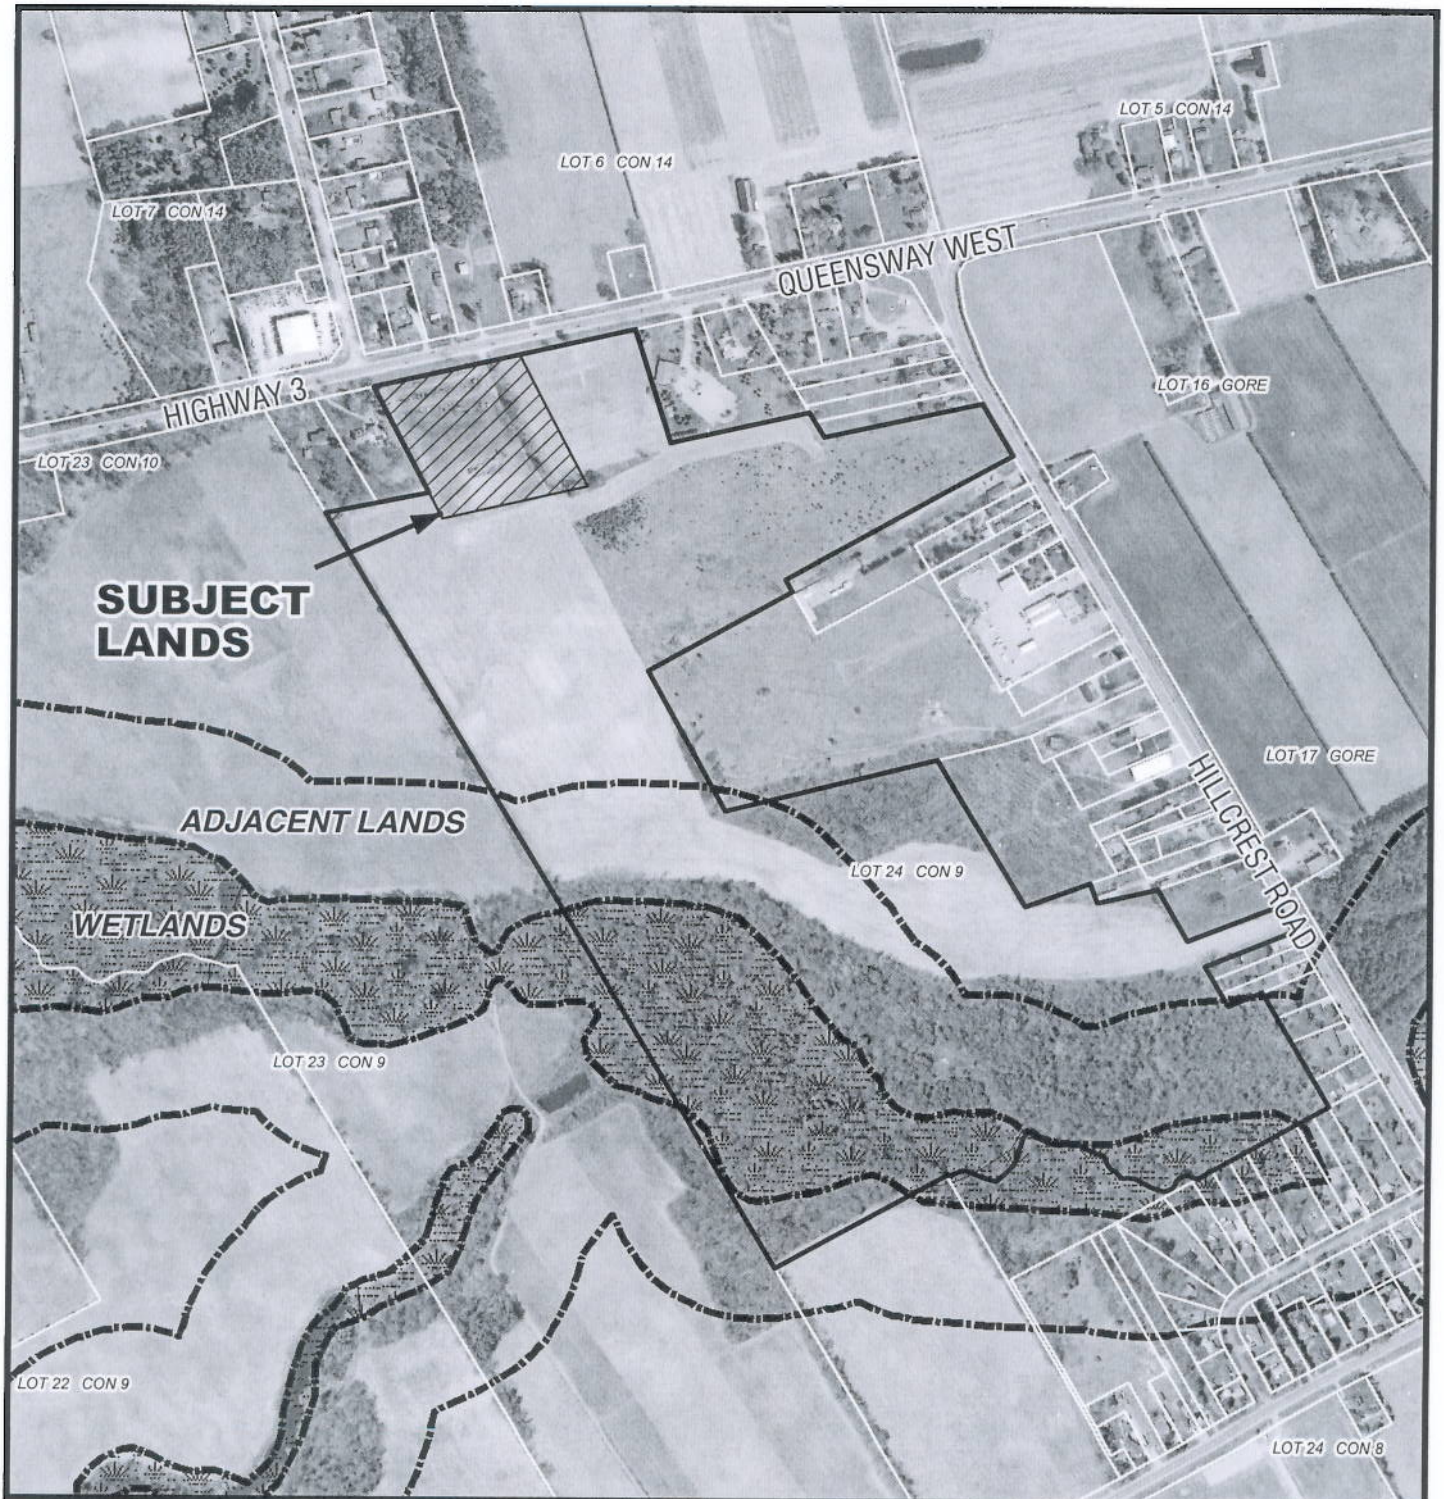 LOT 5 CON 14
LOT 6 CON 14
LOT 7 CON 14
QUEENSWAY WEST
LOT 16 GORE
HIGHWAY 3
LOT 23 CON 10
SUBJECT
LANDS
LOT 17 GORE
HILLCREST ROAD
ADJACENT LANDS
LOT 24 CON 9
WETLANDS
LOT 23 CON 9
LOT 22 CON 9
LOT 24 CON 8